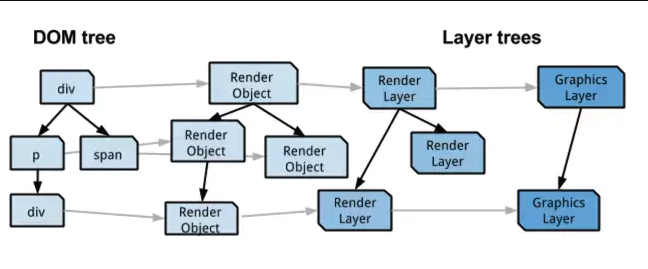 DOM tree
Layer trees
div
Render
Object
Render
Layer
Graphics
Layer
p
span
Render
Object
Render
Object
Render
Layer
div
Render
Object
Render
Layer
Graphics
Layer